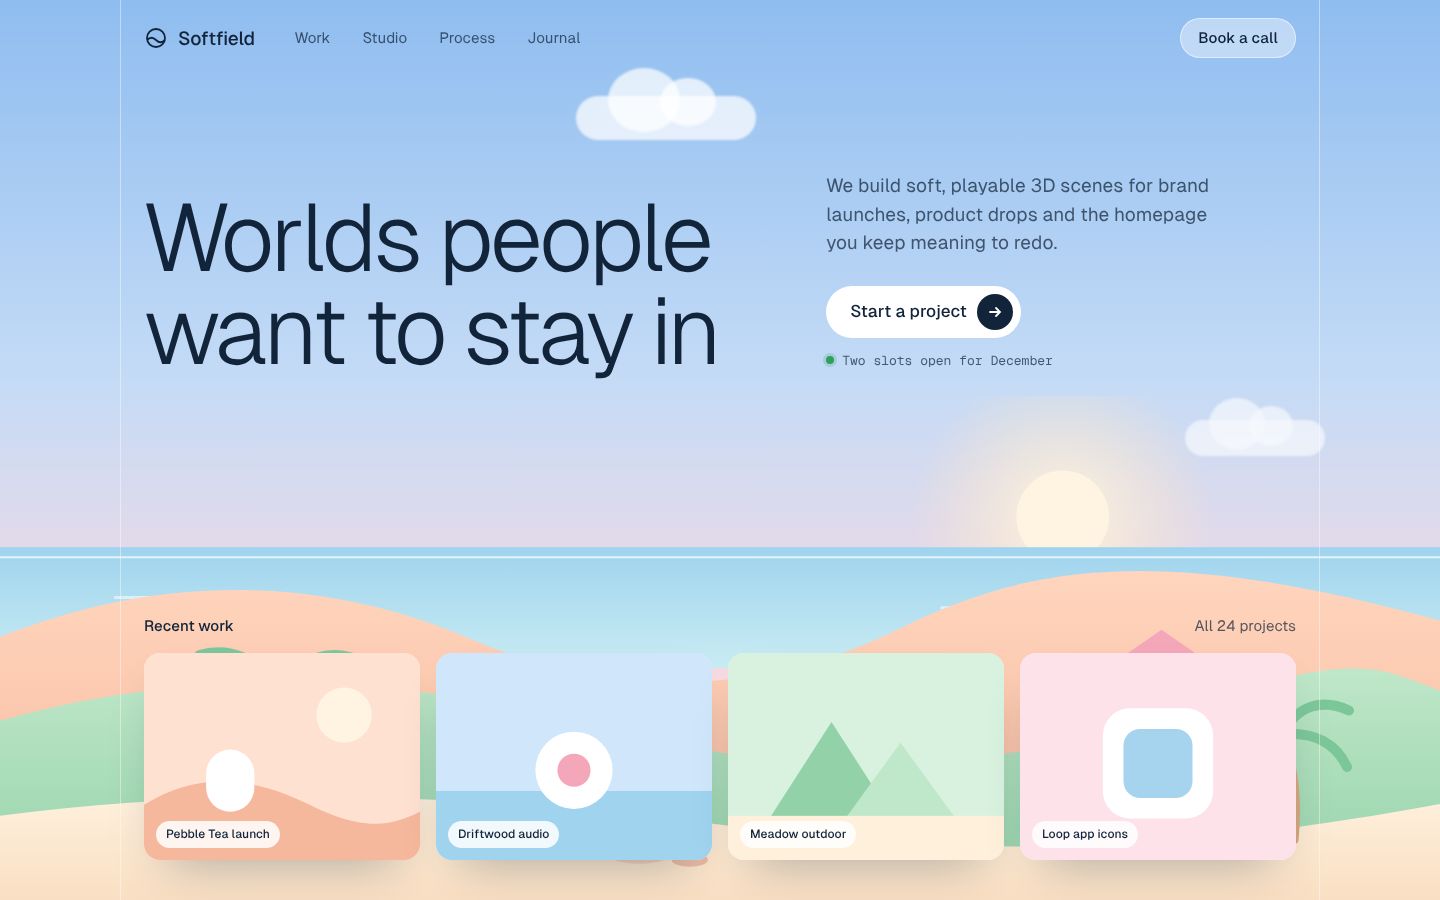 Softfield
Work
Studio
Process
Journal
Book a call
Worlds people
want to stay in
We build soft, playable 3D scenes for brand
launches, product drops and the homepage
you keep meaning to redo.
Start a project
Two slots open for December
Recent work
All 24 projects
Pebble Tea launch
Driftwood audio
Meadow outdoor
Loop app icons